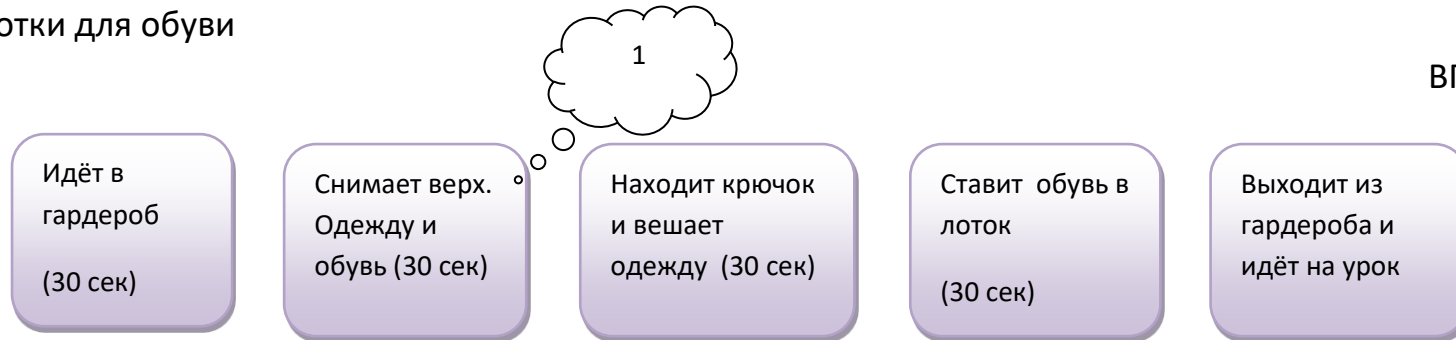 отки для обуви
1
ВП
Идёт в
гардероб
(30 сек)
Снимает верх.
Одежду и
обувь (30 сек)
Находит крючок
и вешает
одежду (30 сек)
Ставит обувь в
лоток
(30 сек)
Выходит из
гардероба и
идёт на урок